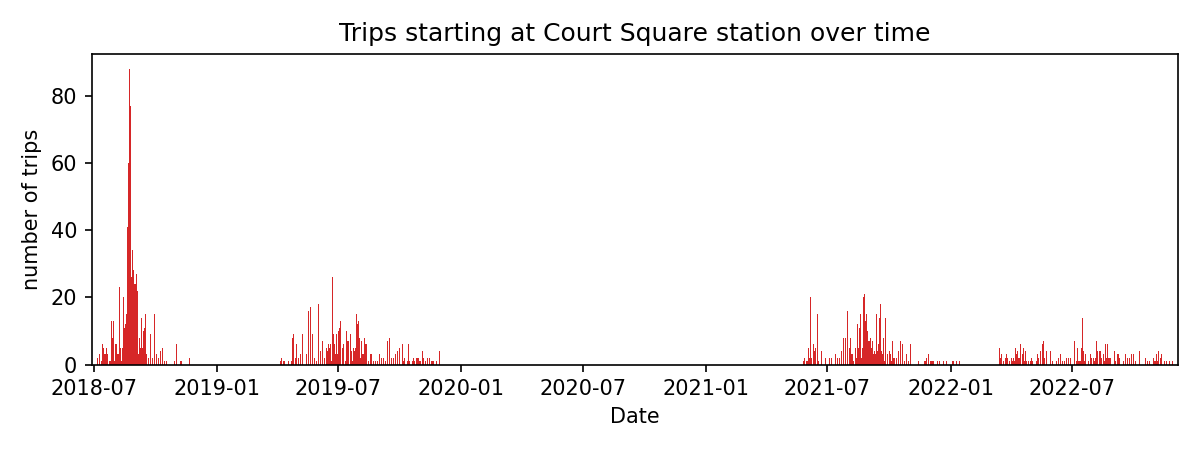 Trips starting at Court Square station over time
number of trips
80
60
40
20
0
2018-07 2019-01 2019-07 2020-01 2020-07 2021-01 2021-07 2022-01 2022-07
Date